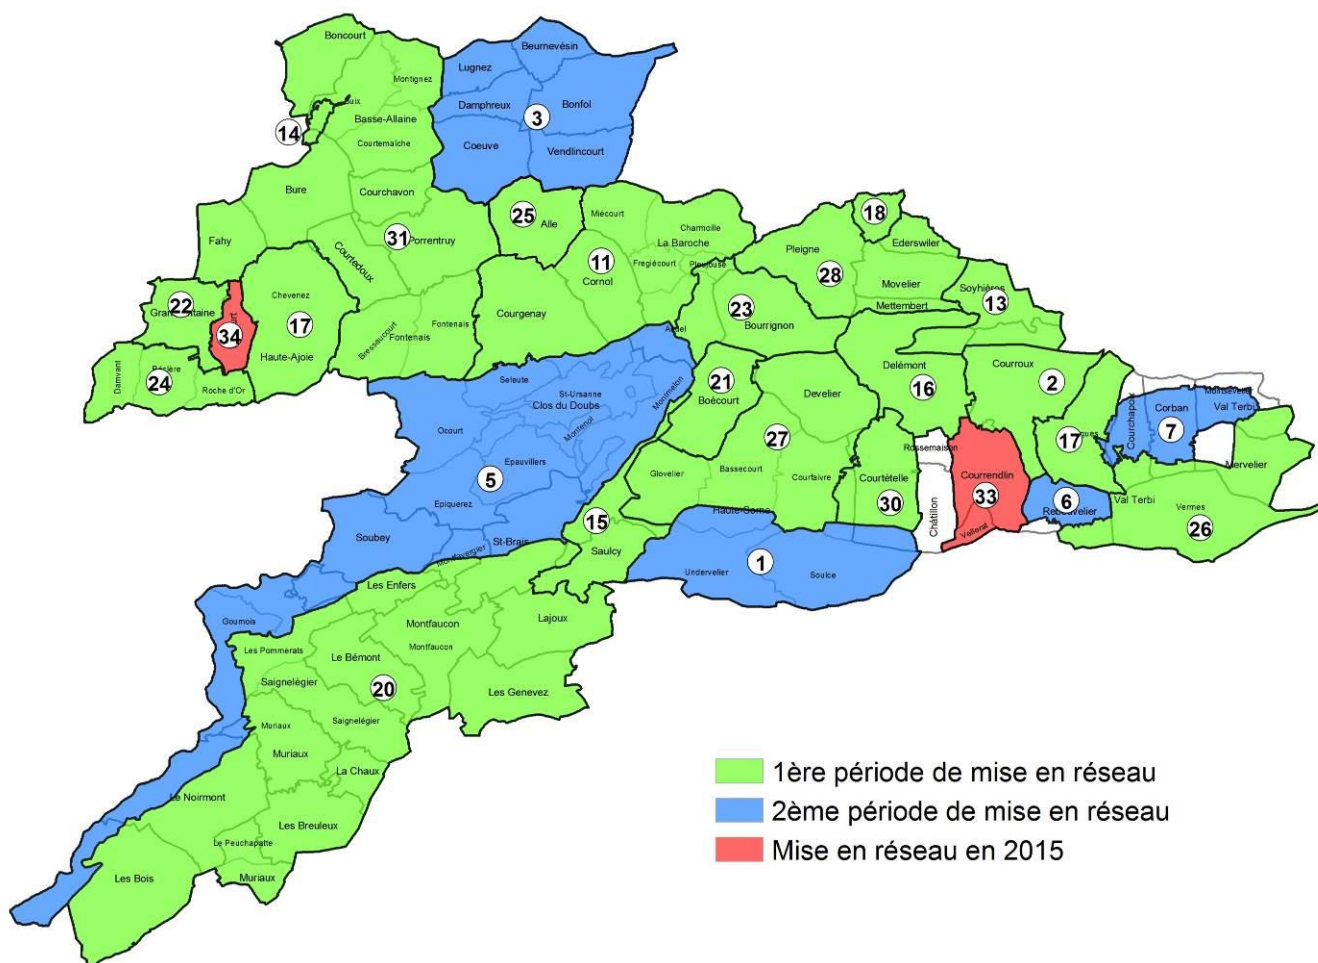 Boncourt
Beurnevésin
Lugnez
Montignez
Buix
Damphreux
Bonfol
3
Basse-Allaine
14
Courtemaîche
Coeuve
Vendlincourt
Bure
Courchavon
18
25
Miécourt
Alle
Charmoille
Fahy
31
Porrentruy
La Baroche
Pleigne
Ederswiler
Courtedoux
11
Fregiécourt
Pleujouse
28
Cornol
Movelier
Soyhières
22
Chevenez
13
Mettembert
23
Courgenay
17
Fontenais
Bourrignon
34
Bressaucourt
Fontenais
Haute-Ajoie
Delémont
Courroux
Damvant
24
Roche d'Or
Seleute
21
16
2
St-Ursanne
Clos du Doubs
Montmelon
Boécourt
Develier
Courchapoix
Corban
Val Terbi
Montenol
Ocourt
27
17
7
Rossemaison
Epauvillers
Glovelier
Bassecourt
Courfaivre
Courtételle
Courrendlin
Mervelier
5
30
33
6
Val Terbi
Epiquerez
Châtillon
Rebeuvelier
Vermes
Haute-Sorne
15
26
Soubey
St-Brais
Vellerat
Montfavergier
Saulcy
1
Undervelier
Soulce
Les Enfers
Goumois
Montfaucon
Lajoux
Les Pommerats
Le Bémont
Montfaucon
Saignelégier
20
Les Genevez
Muriaux
Saignelégier
Muriaux
La Chaux
1ère période de mise en réseau
Le Noirmont
2ème période de mise en réseau
Les Breuleux
Le Peuchapatte
Mise en réseau en 2015
Les Bois
Muriaux